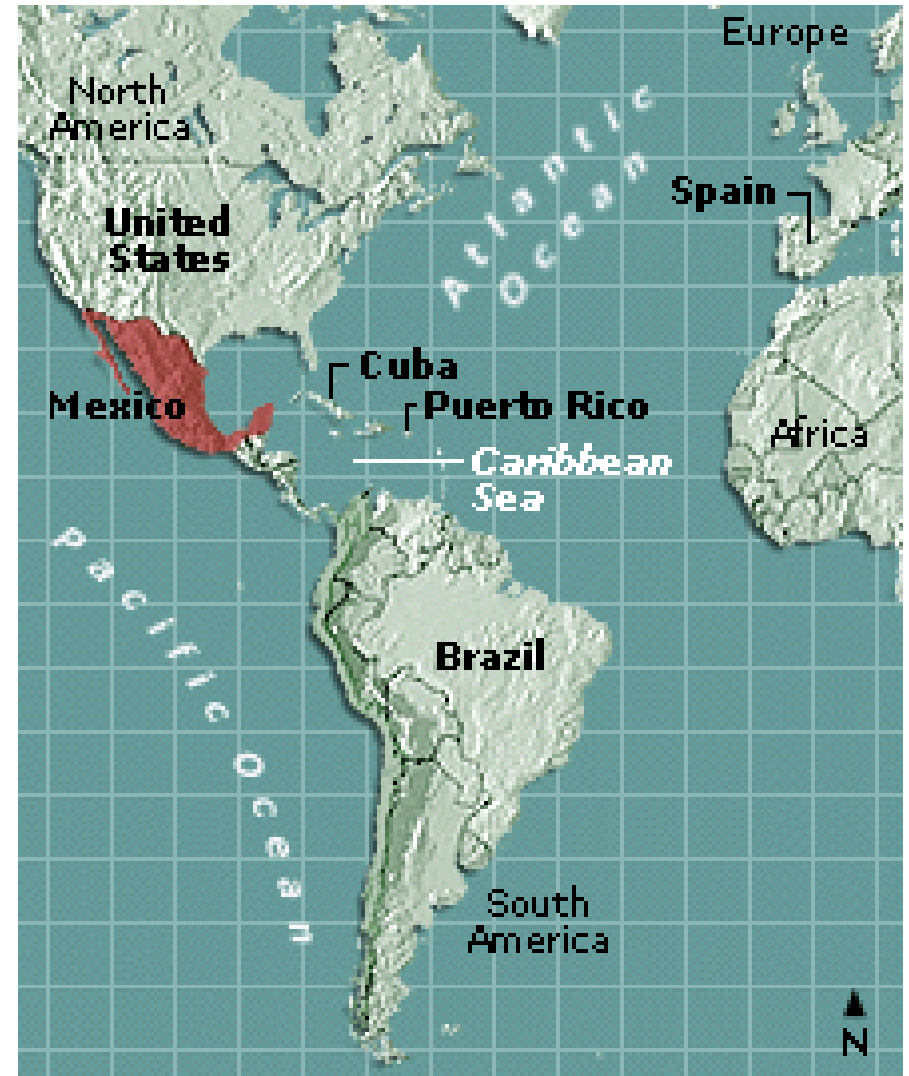 Europe
North
America
Atlantic
Ocean
Spain
United
States
Cuba
Mexico
Puerto Rico
Africa
Caribbean
Sea
Pacific Ocean
Brazil
South
America
N